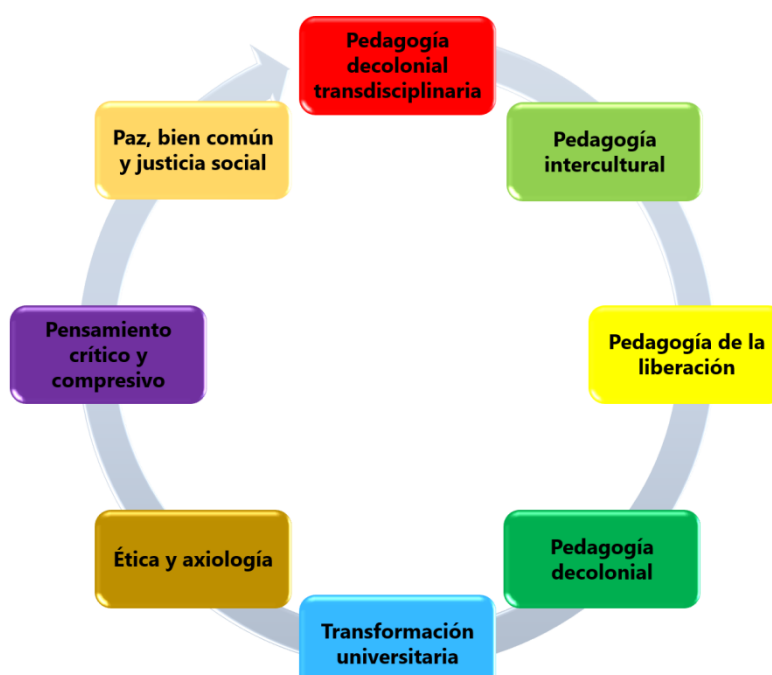 Pedagogía
decolonial
transdisciplinaria
Pedagogía
intercultural
Pedagogía de la
liberación
Pedagogía
decolonial
Transformación
universitaria
Ética y axiología
Pensamiento
crítico y
compresivo
Paz, bien común
y justicia social